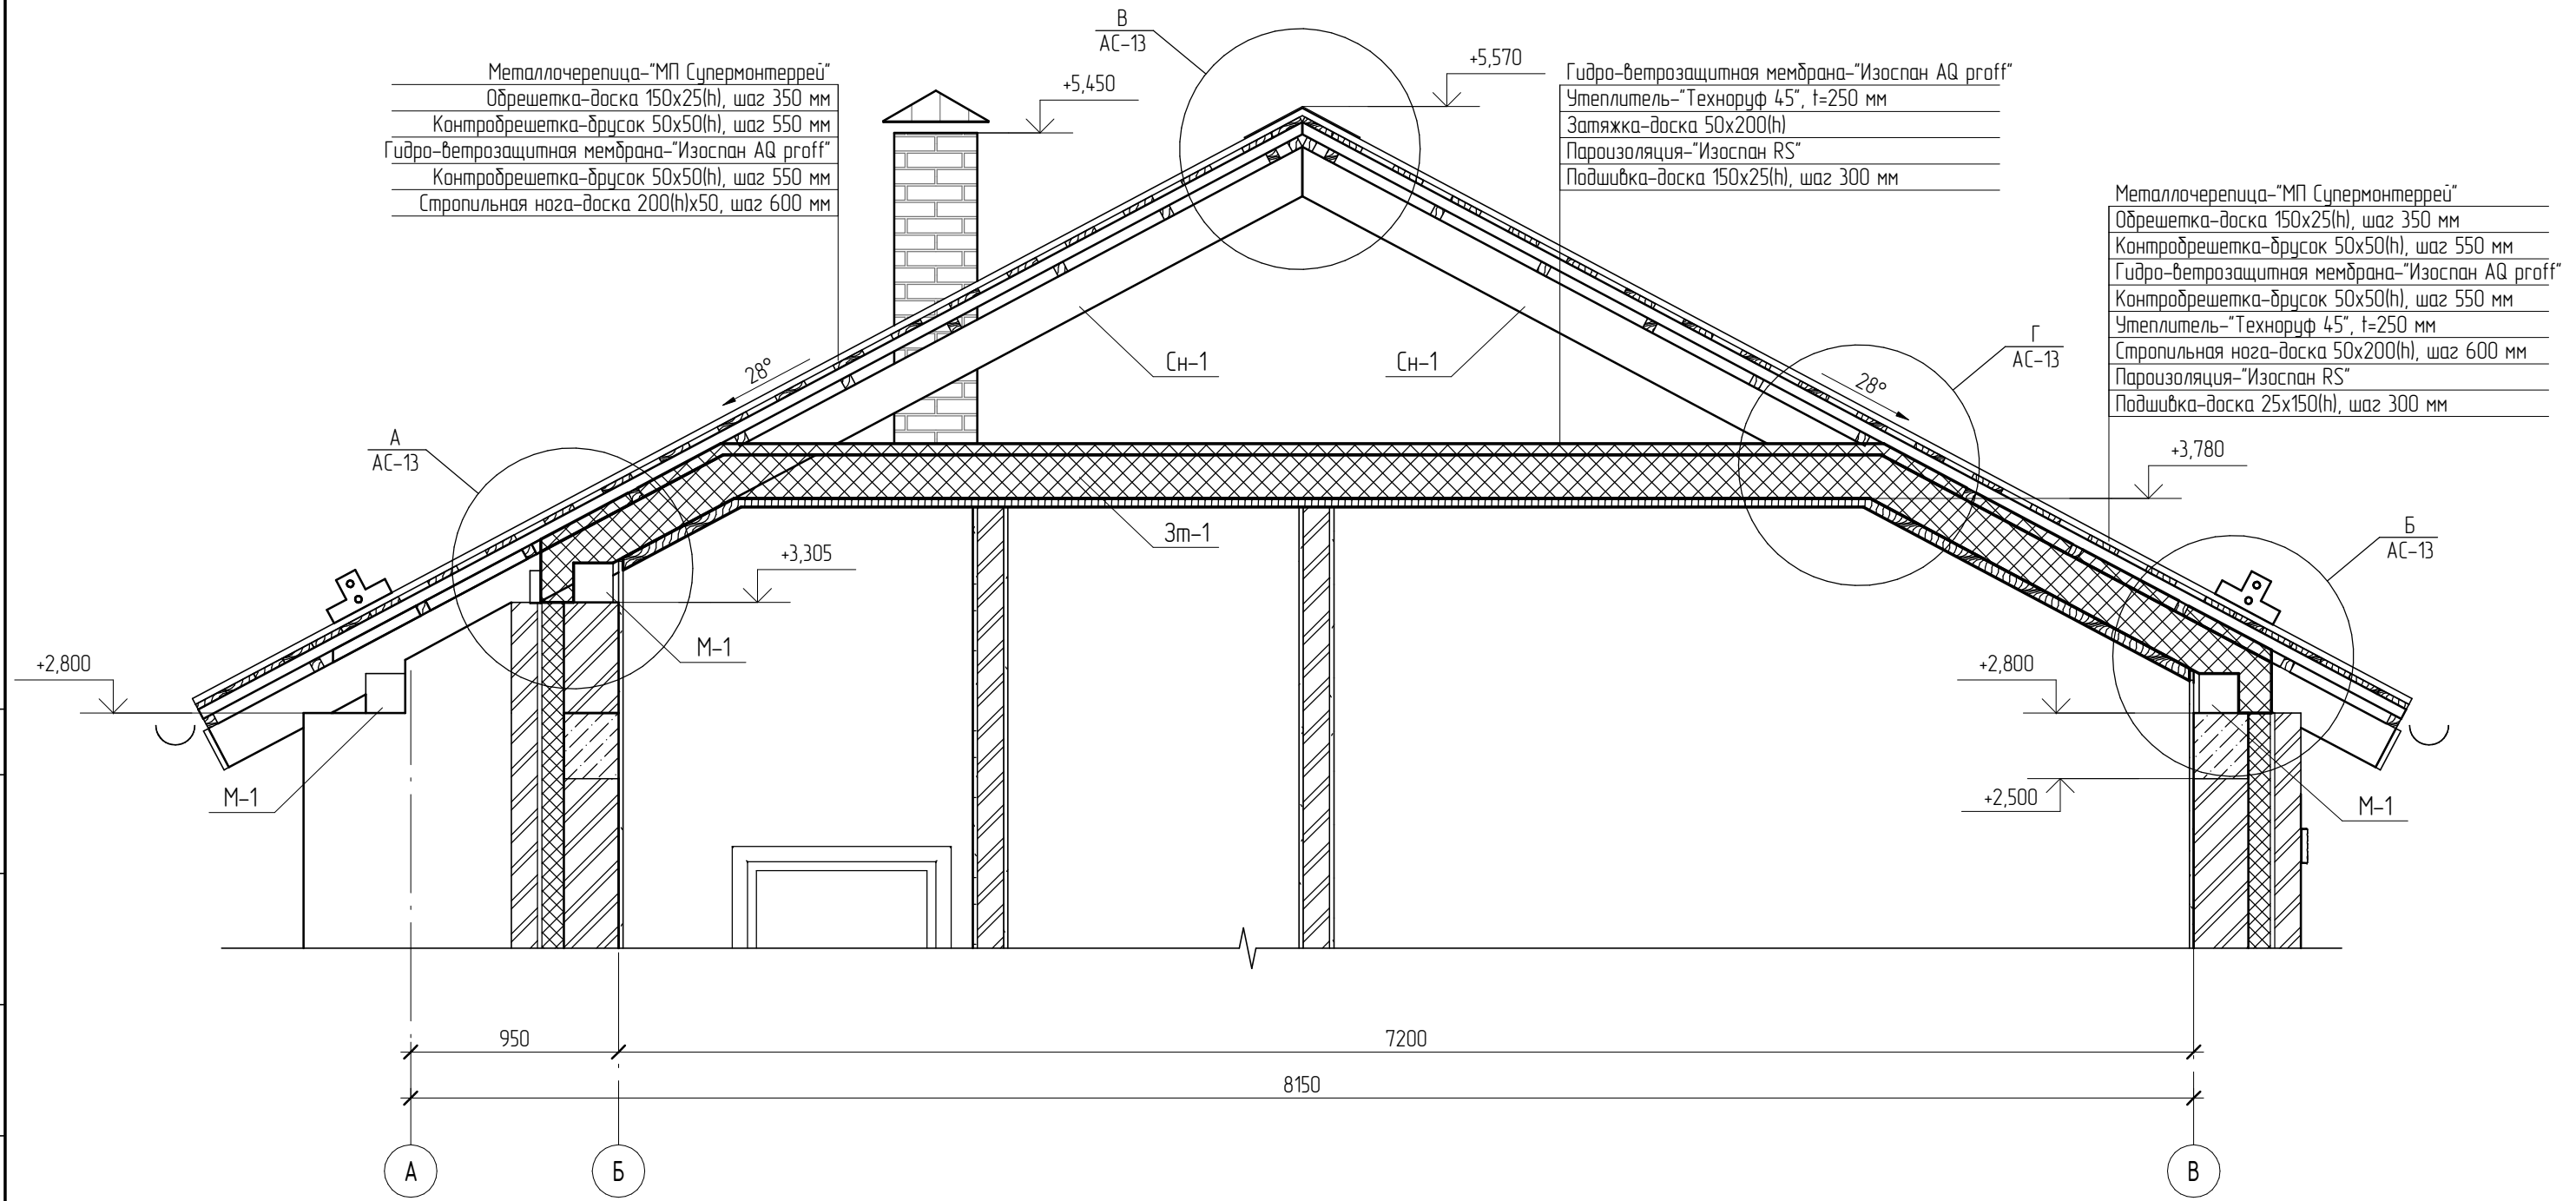 В
АС-13
+5,570
+5,450
Металлочерепица-"МП Супермонтеррей"
Обрешетка-доска 150х25(h), шаг 350 мм
Контробрешетка-брусок 50х50(h), шаг 550 мм
Гидро-ветрозащитная мембрана-"Изоспан AQ proff"
Контробрешетка-брусок 50х50(h), шаг 550 мм
Стропильная нога-доска 200(h)х50, шаг 600 мм
Гидро-ветрозащитная мембрана-"Изоспан AQ proff"
Утеплитель-"Техноруф 45", t=250 мм
Затяжка-доска 50х200(h)
Пароизоляция-"Изоспан RS"
Подшивка-доска 150х25(h), шаг 300 мм
Металлочерепица-"МП Супермонтеррей"
Обрешетка-доска 150х25(h), шаг 350 мм
Контробрешетка-брусок 50х50(h), шаг 550 мм
Гидро-ветрозащитная мембрана-"Изоспан AQ proff"
Контробрешетка-брусок 50х50(h), шаг 550 мм
Утеплитель-"Техноруф 45", t=250 мм
Стропильная нога-доска 50х200(h), шаг 600 мм
Пароизоляция-"Изоспан RS"
Подшивка-доска 25х150(h), шаг 300 мм
28°
Сн-1
Сн-1
28°
Г
АС-13
А
АС-13
+3,780
Зт-1
Б
АС-13
+3,305
М-1
+2,800
+2,800
М-1
+2,500
М-1
950
7200
8150
А
Б
В